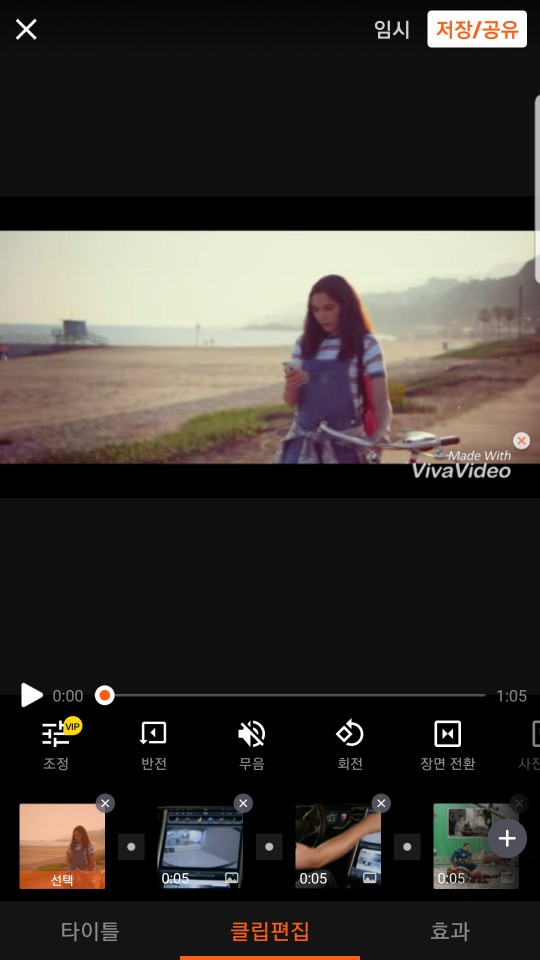 임시
저장/공유
Made With
VivaVideo
0:00
1:05
VIP
조정
반전
무음
회전
장면 전환
사진
선택
0:05
0:05
0:05
타이틀
클립편집
효과